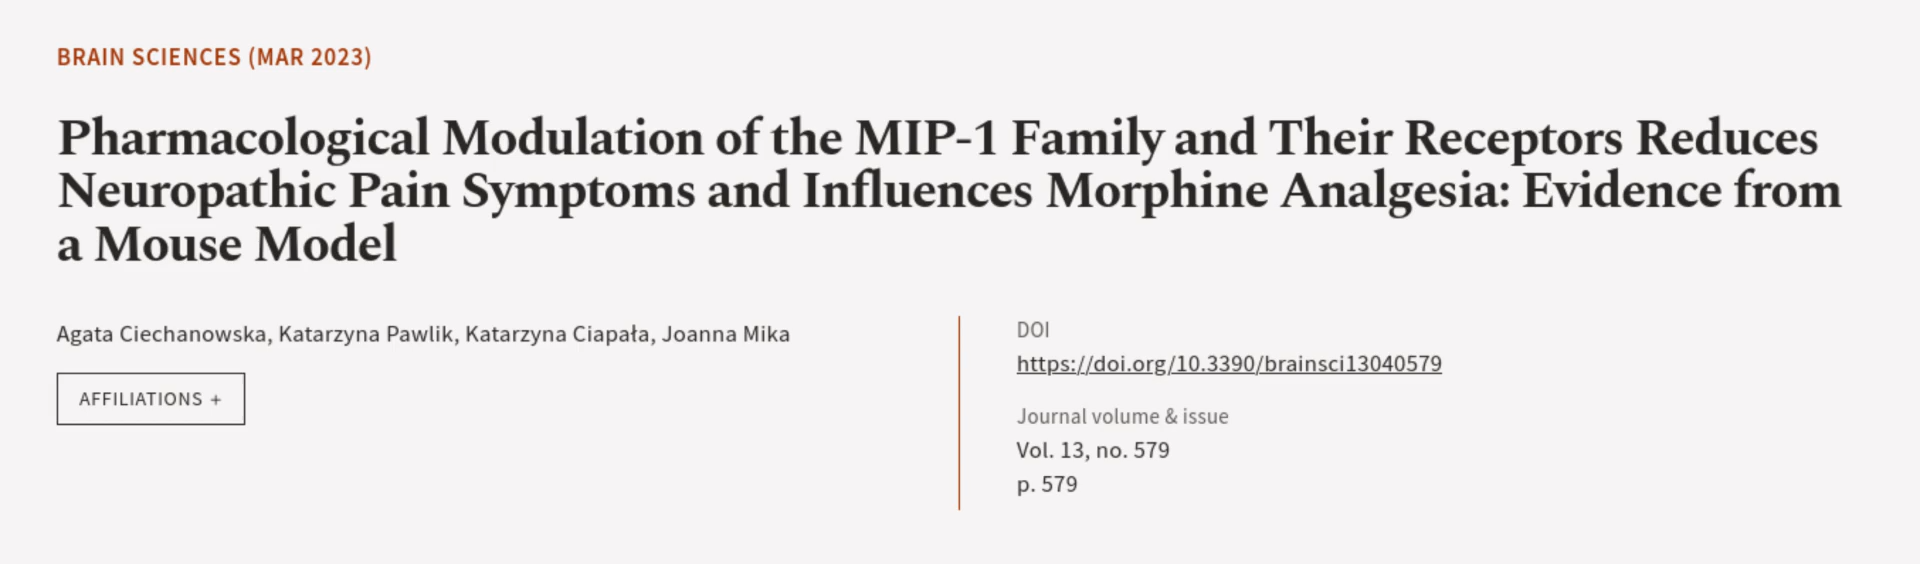 BRAIN SCIENCES (MAR 2023)
Pharmacological Modulation of the MIP-1 Family and Their Receptors Reduces
Neuropathic Pain Symptoms and Influences Morphine Analgesia: Evidence from
a Mouse Model
Agata Ciechanowska, Katarzyna Pawlik, Katarzyna Ciapała, Joanna Mika
AFFILIATIONS +
DOI
https://doi.org/10.3390/brainsci13040579
Journal volume & issue
Vol. 13, no. 579
p. 579